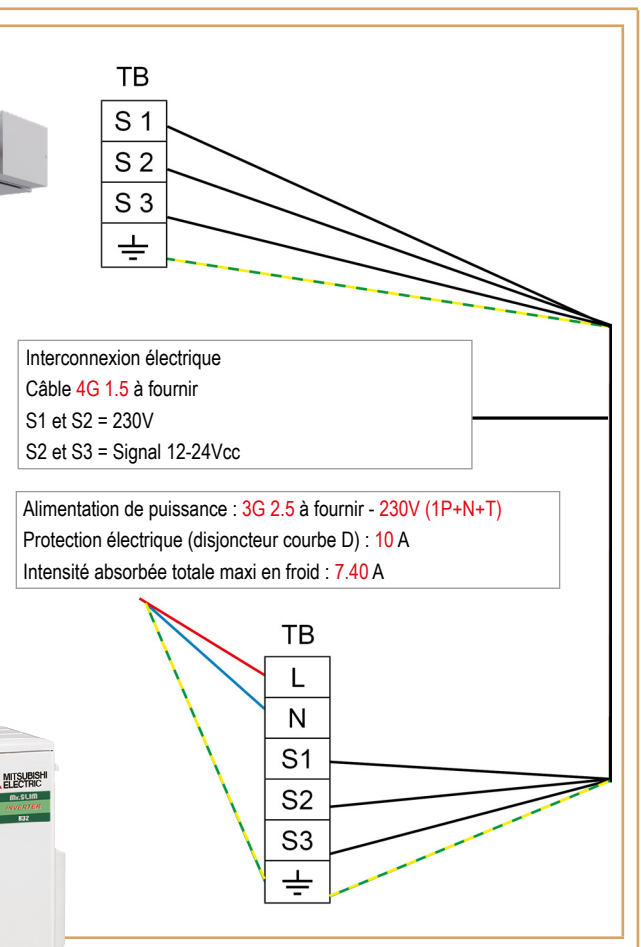 TB
S 1
S 2
S 3
Interconnexion électrique
Câble 4G 1.5 à fournir
S1 et S2 = 230V
S2 et S3 = Signal 12-24Vcc
Alimentation de puissance : 3G 2.5 à fournir - 230V (1P+N+T)
Protection électrique (disjoncteur courbe D) : 10 A
Intensité absorbée totale maxi en froid : 7.40 A
TB
L
N
S1
S2
S3
MITSUBISHI
ELECTRIC
Mr.SLIM
INVERTER
R32